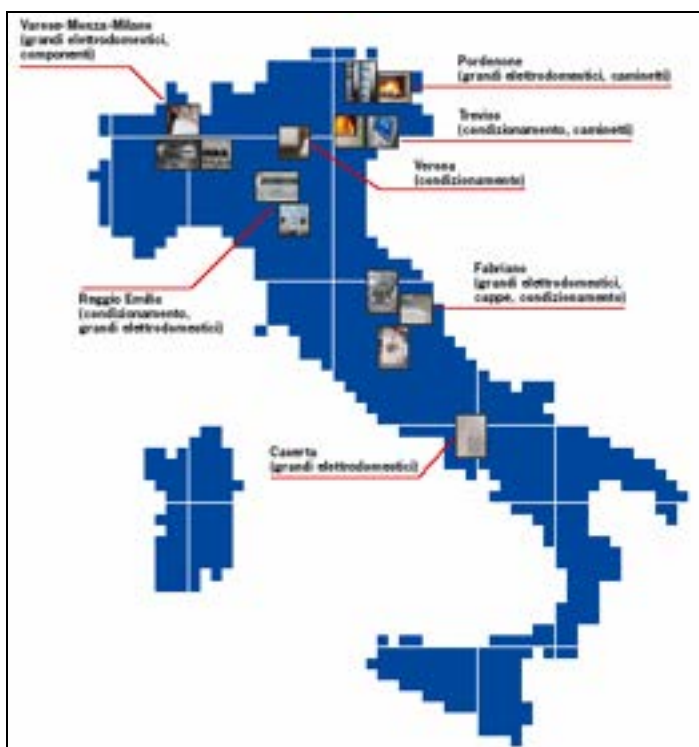 Varese-Monza-Milano
(grandi elettrodomestici,
componenti)
Pordenone
(grandi elettrodomestici, caminetti)
Treviso
(condizionamento, caminetti)
Verona
(condizionamento)
Fabriano
(grandi elettrodomestici,
cappe, condizionamento)
Reggio Emilia
(condizionamento,
grandi elettrodomestici)
Caserta
(grandi elettrodomestici)